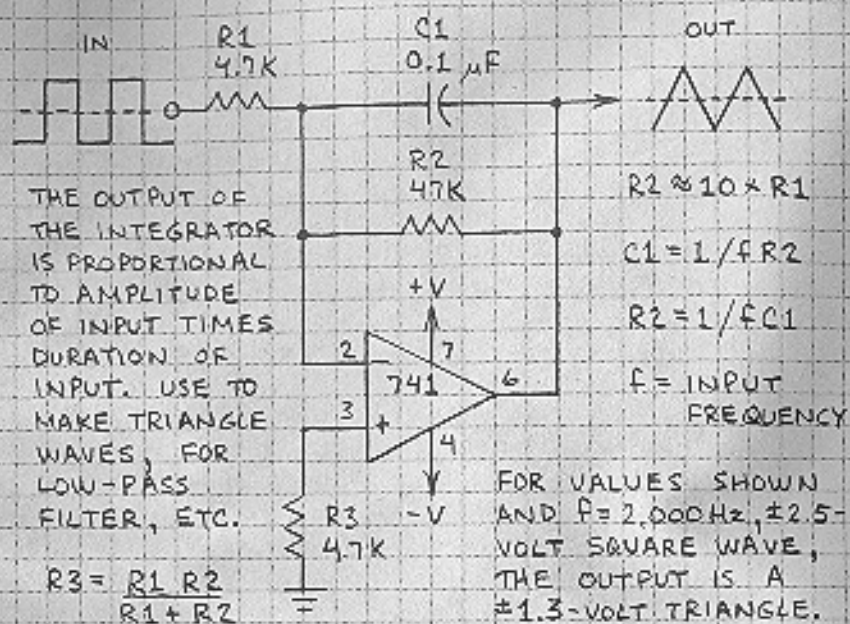 IN
R1
4.7K
C1
0.1 µF
OUT
R2
47K
R2 ≈ 10 × R1
C1 = 1/f R2
R2 = 1/f C1
f = INPUT
FREQUENCY
THE OUTPUT OF
THE INTEGRATOR
IS PROPORTIONAL
TO AMPLITUDE
OF INPUT TIMES
DURATION OF
INPUT. USE TO
MAKE TRIANGLE
WAVES, FOR
LOW-PASS
FILTER, ETC.
R3 = R1 R2
R1 + R2
+V
2
-
7
741
6
3
+
4
-V
R3
4.7K
FOR VALUES SHOWN
AND f= 2,000 Hz, ±2.5-
VOLT SQUARE WAVE,
THE OUTPUT IS A
±1.3-VOLT TRIANGLE.